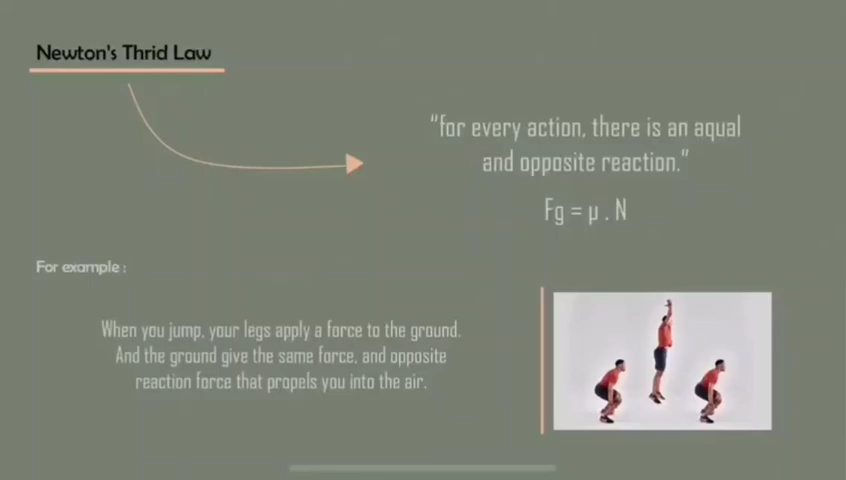 Newton's Thrid Law
"for every action, there is an aqual
and opposite reaction."
Fg = µ . N
For example :
When you jump, your legs apply a force to the ground.
And the ground give the same force, and opposite
reaction force that propels you into the air.